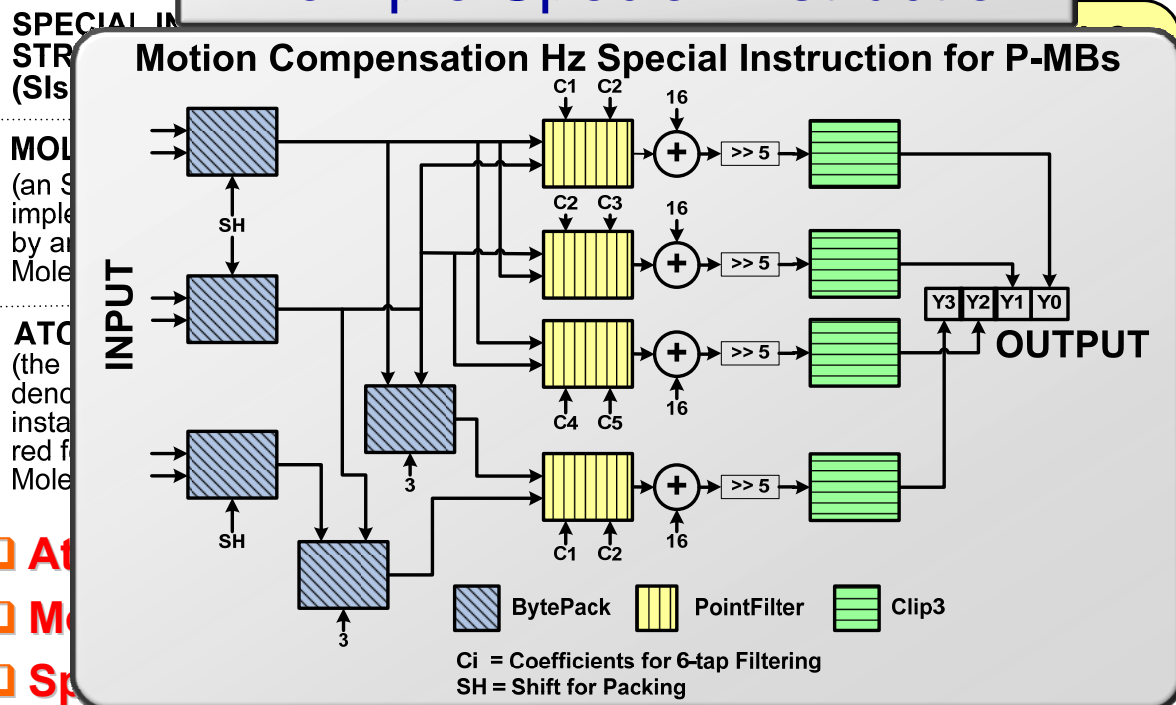 SPECIAL IN
STR
(SIs
MOL
(an S
imple
by an
Mole
ATO
(the
deno
insta
red f
Mole
At
Mo
Sp
Motion Compensation Hz Special Instruction for P-MBs
INPUT
SH
SH
3
3
C1 C2
16
>> 5
C2 C3
16
>> 5
C4 C5
16
>> 5
C1 C2
16
>> 5
Y3 Y2 Y1 Y0
OUTPUT
BytePack PointFilter Clip3
Ci = Coefficients for 6-tap Filtering
SH = Shift for Packing